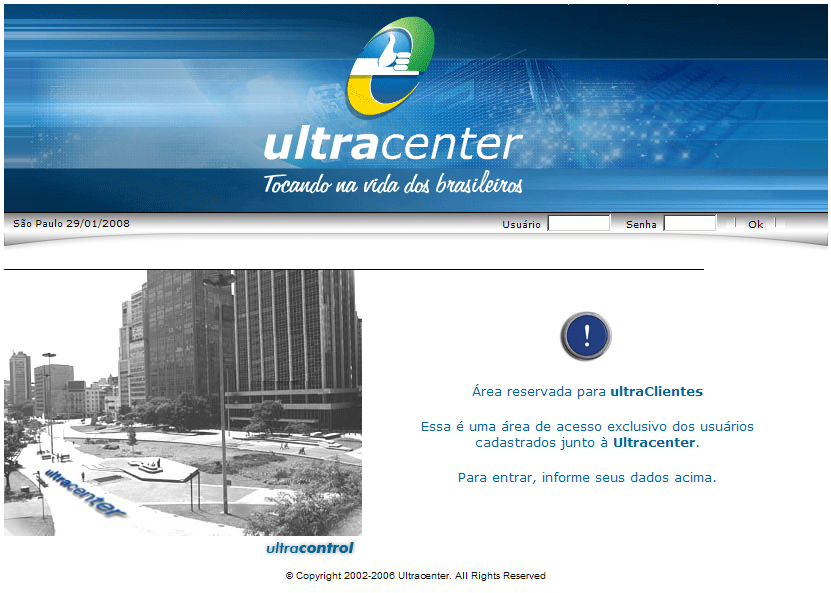 ultracenter
Tocando na vida dos brasileiros
São Paulo 29/01/2008
Usuário
Senha
Ok
Área reservada para ultraClientes
Essa é uma área de acesso exclusivo dos usuários
cadastrados junto à Ultracenter.
Para entrar, informe seus dados acima.
ultracenter
ultracontrol
© Copyright 2002-2006 Ultracenter. All Rights Reserved